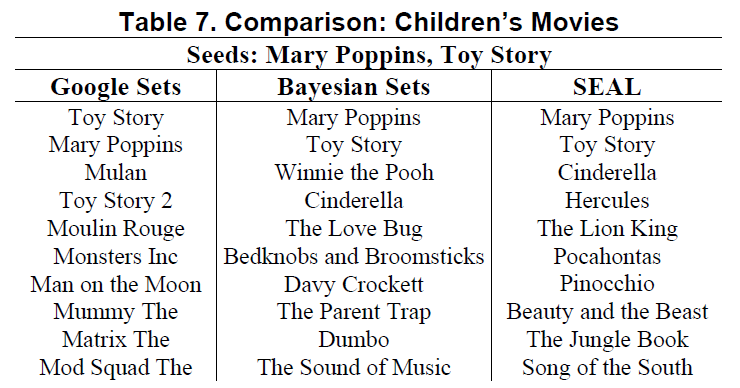 Table 7. Comparison: Children's Movies
Seeds: Mary Poppins, Toy Story
Google Sets Bayesian Sets SEAL
Toy Story Mary Poppins Mary Poppins
Mary Poppins Toy Story Toy Story
Mulan Winnie the Pooh Cinderella
Toy Story 2 Cinderella Hercules
Moulin Rouge The Love Bug The Lion King
Monsters Inc Bedknobs and Broomsticks Pocahontas
Man on the Moon Davy Crockett Pinocchio
Mummy The The Parent Trap Beauty and the Beast
Matrix The Dumbo The Jungle Book
Mod Squad The The Sound of Music Song of the South